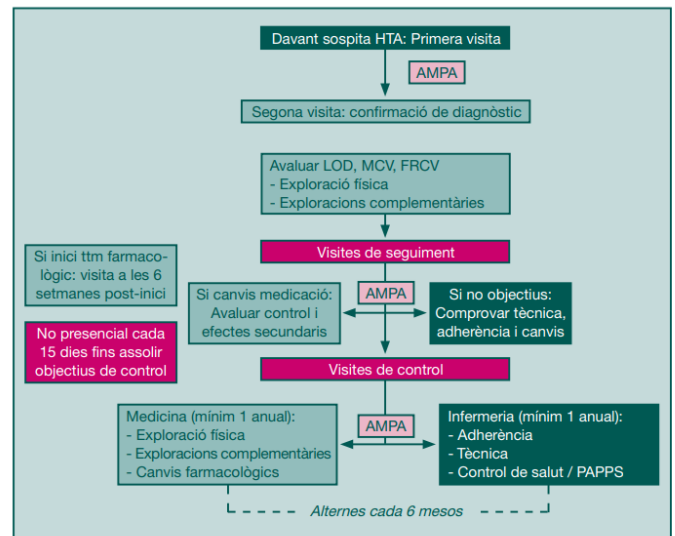 Davant sospita HTA: Primera visita
AMPA
Segona visita: confirmació de diagnòstic
Avaluar LOD, MCV, FRCV
- Exploració física
- Exploracions complementàries
Visites de seguiment
Si inici ttm farmaco-
lògic: visita a les 6
setmanes post-inici
No presencial cada
15 dies fins assolir
objectius de control
Si canvis medicació:
Avaluar control i
efectes secundaris
AMPA
Si no objectius:
Comprovar tècnica,
adherència i canvis
Visites de control
Medicina (mínim 1 anual):
- Exploració física
- Exploracions complementàries
- Canvis farmacològics
AMPA
Infermeria (mínim 1 anual):
- Adherència
- Tècnica
- Control de salut / PAPPS
Alternes cada 6 mesos